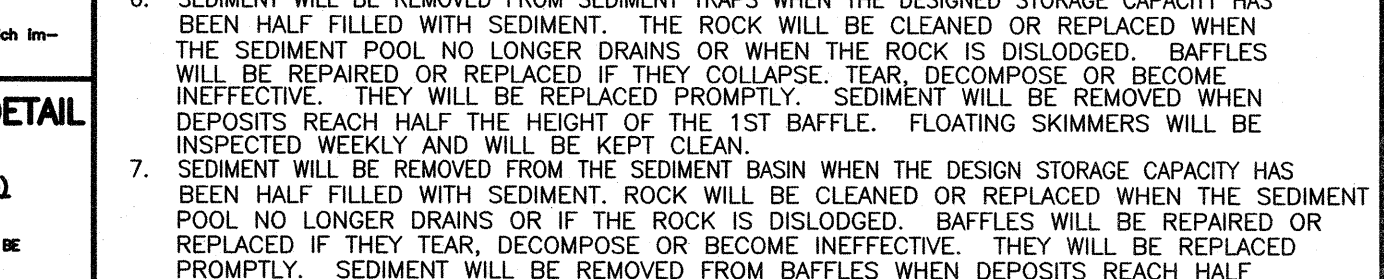 ch im-
ETAIL
BE
6. SEDIMENT WILL BE REMOVED FROM SEDIMENT TRAPS WHEN THE DESIGNED STORAGE CAPACITY HAS
BEEN HALF FILLED WITH SEDIMENT. THE ROCK WILL BE CLEANED OR REPLACED WHEN
THE SEDIMENT POOL NO LONGER DRAINS OR WHEN THE ROCK IS DISLODGED. BAFFLES
WILL BE REPAIRED OR REPLACED IF THEY COLLAPSE. TEAR, DECOMPOSE OR BECOME
INEFFECTIVE. THEY WILL BE REPLACED PROMPTLY. SEDIMENT WILL BE REMOVED WHEN
DEPOSITS REACH HALF THE HEIGHT OF THE 1ST BAFFLE. FLOATING SKIMMERS WILL BE
INSPECTED WEEKLY AND WILL BE KEPT CLEAN.
7. SEDIMENT WILL BE REMOVED FROM THE SEDIMENT BASIN WHEN THE DESIGN STORAGE CAPACITY HAS
BEEN HALF FILLED WITH SEDIMENT. ROCK WILL BE CLEANED OR REPLACED WHEN THE SEDIMENT
POOL NO LONGER DRAINS OR IF THE ROCK IS DISLODGED. BAFFLES WILL BE REPAIRED OR
REPLACED IF THEY TEAR, DECOMPOSE OR BECOME INEFFECTIVE. THEY WILL BE REPLACED
PROMPTLY. SEDIMENT WILL BE REMOVED FROM BAFFLES WHEN DEPOSITS REACH HALF